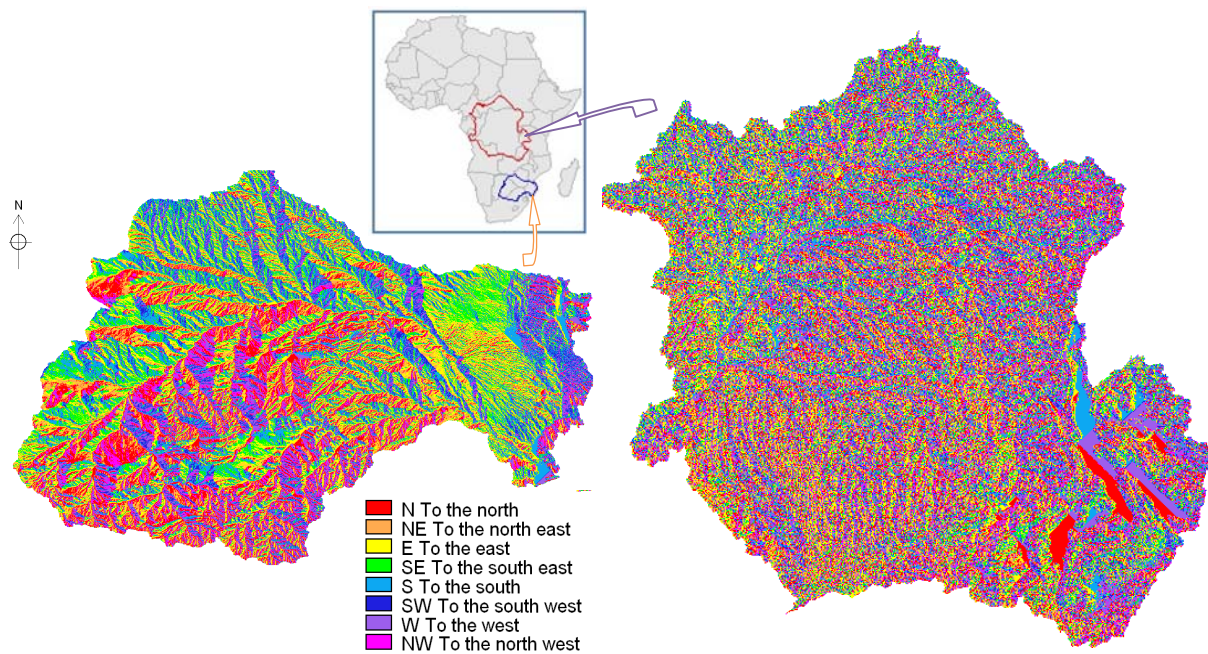 N
N To the north
NE To the north east
E To the east
SE To the south east
S To the south
SW To the south west
W To the west
NW To the north west